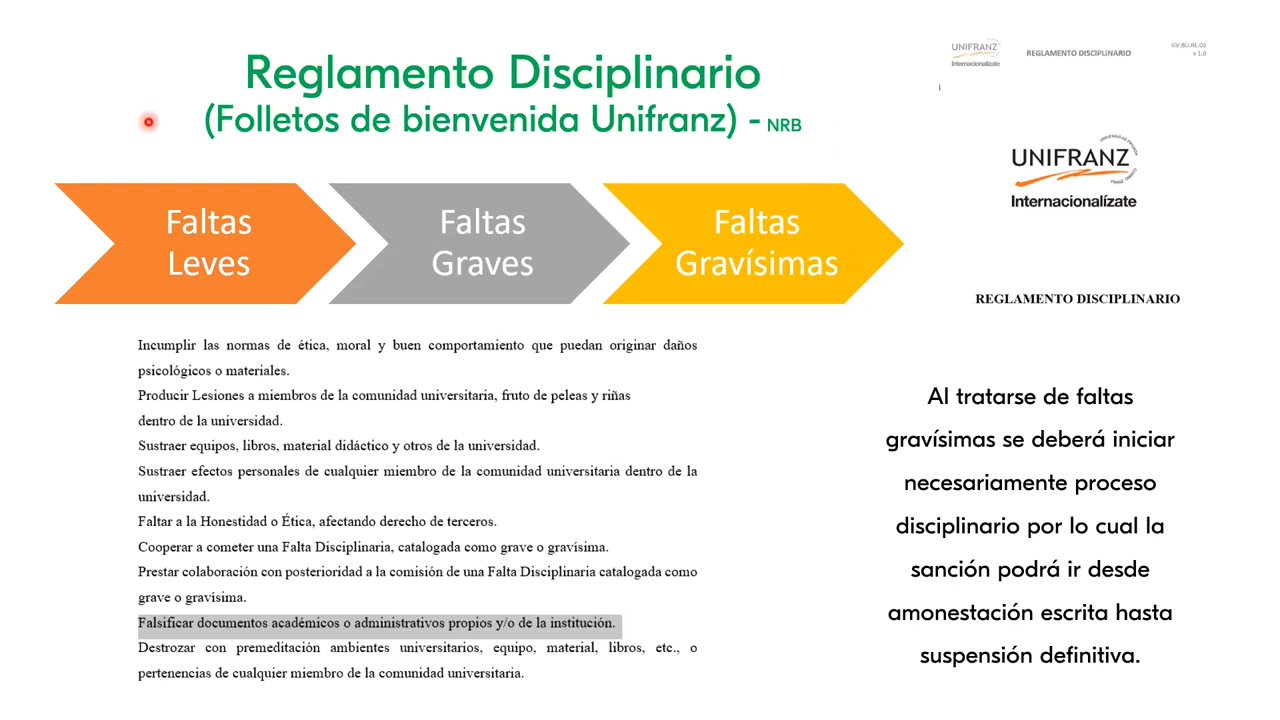 Reglamento Disciplinario
(Folletos de bienvenida Unifranz) - NRB
UNIFRANZ
Internacionalízate
REGLAMENTO DISCIPLINARIO
GV.BU.RE.03
v 1.0
UNIFRANZ
Internacionalízate
REGLAMENTO DISCIPLINARIO
Faltas
Leves
Faltas
Graves
Faltas
Gravísimas
Incumplir las normas de ética, moral y buen comportamiento que puedan originar daños
psicológicos o materiales.
Producir Lesiones a miembros de la comunidad universitaria, fruto de peleas y riñas
dentro de la universidad.
Sustraer equipos, libros, material didáctico y otros de la universidad.
Sustraer efectos personales de cualquier miembro de la comunidad universitaria dentro de la
universidad.
Faltar a la Honestidad o Ética, afectando derecho de terceros.
Cooperar a cometer una Falta Disciplinaria, catalogada como grave o gravísima.
Prestar colaboración con posterioridad a la comisión de una Falta Disciplinaria catalogada como
grave o gravísima.
Falsificar documentos académicos o administrativos propios y/o de la institución.
Destrozar con premeditación ambientes universitarios, equipo, material, libros, etc., o
pertenencias de cualquier miembro de la comunidad universitaria.
Al tratarse de faltas
gravísimas se deberá iniciar
necesariamente proceso
disciplinario por lo cual la
sanción podrá ir desde
amonestación escrita hasta
suspensión definitiva.